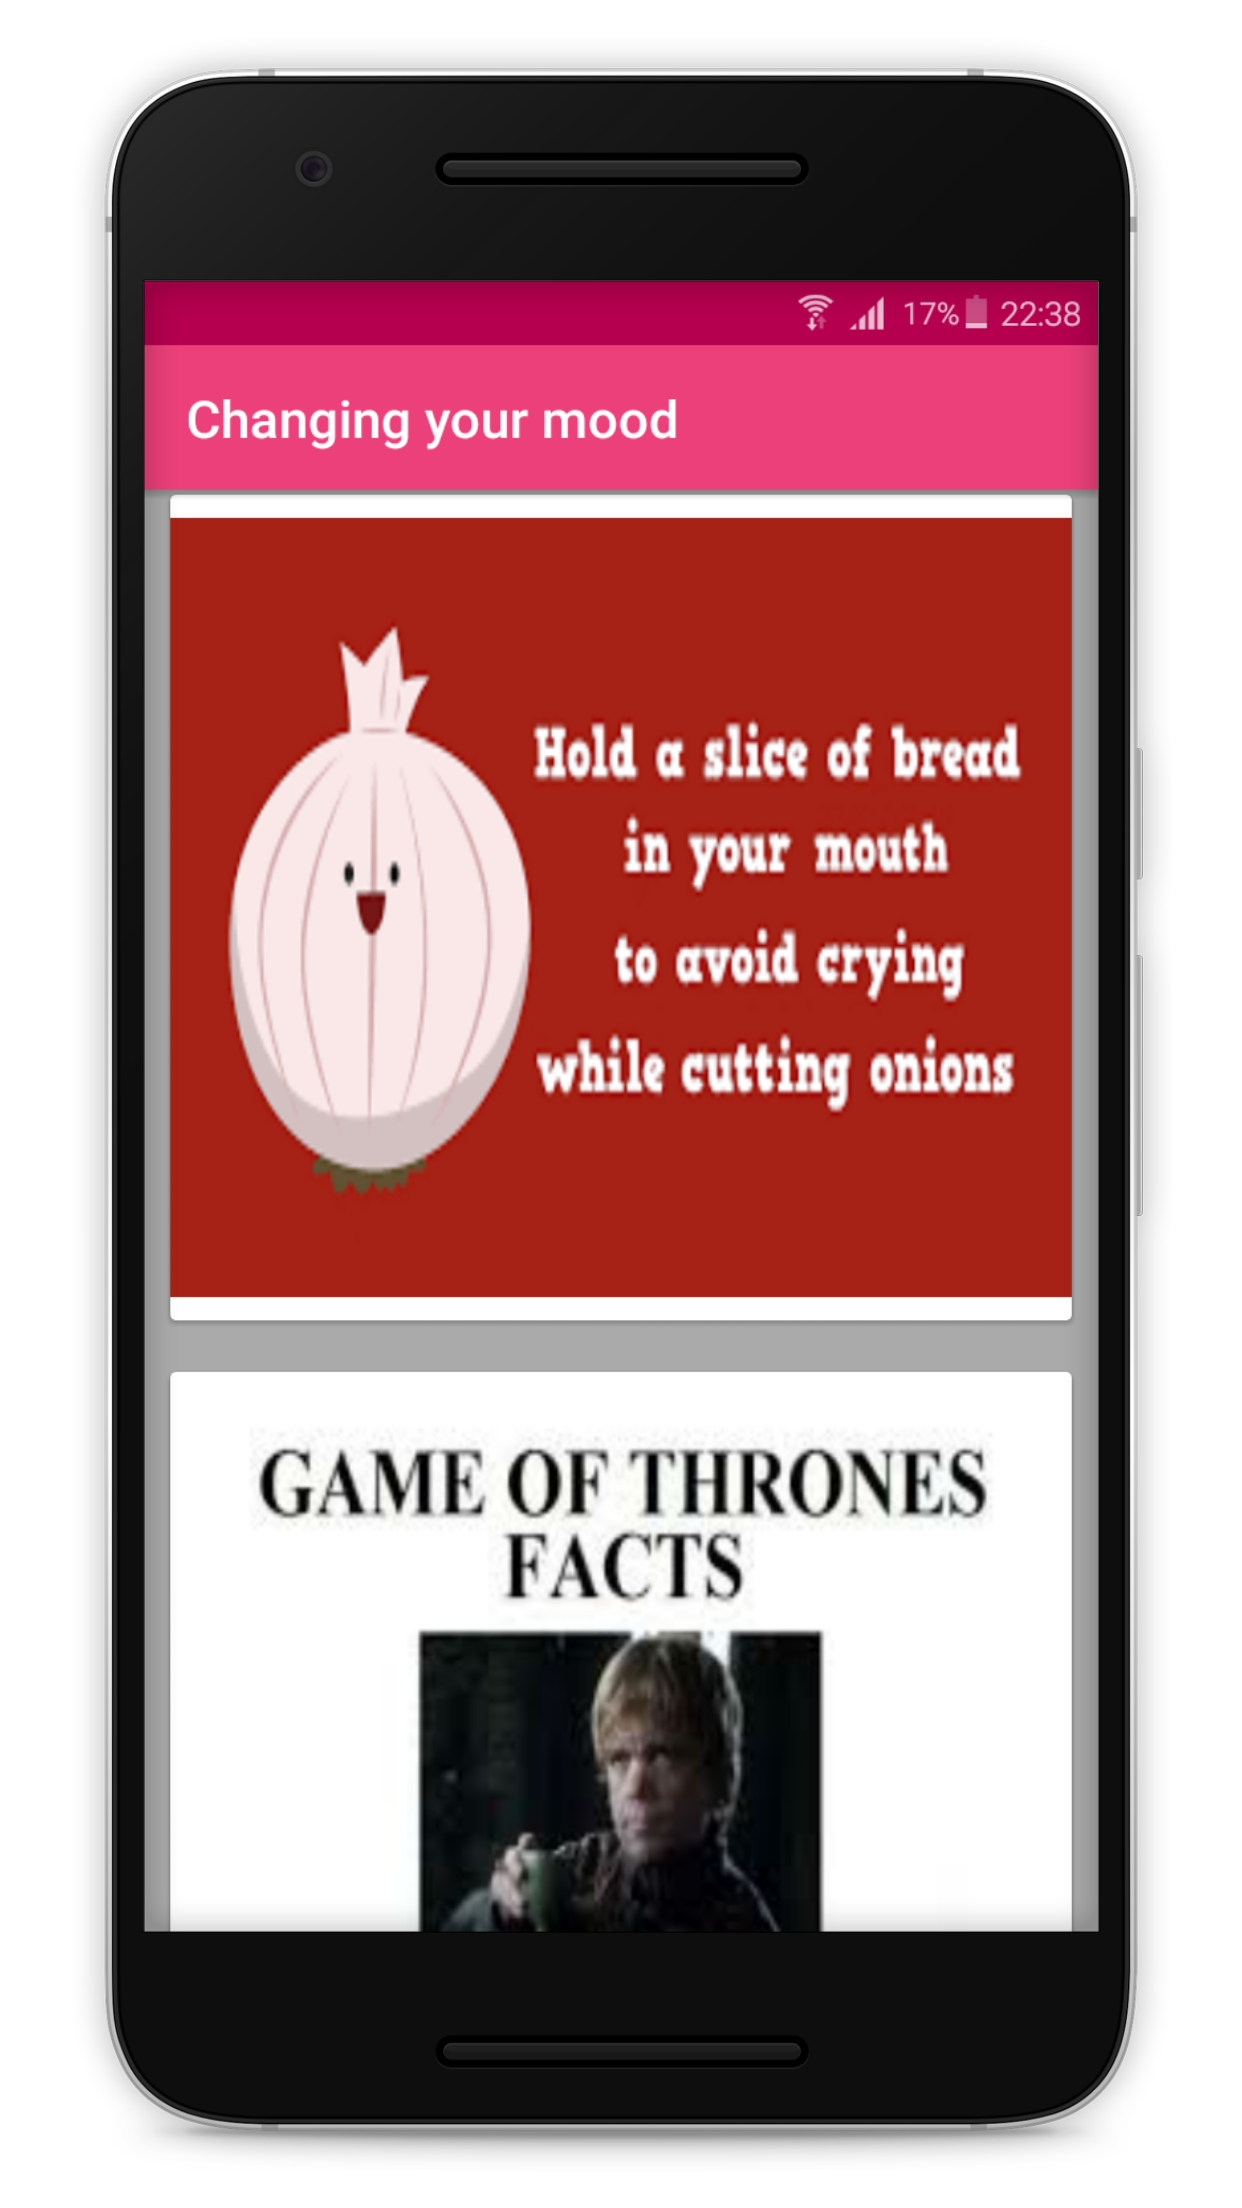 17% 22:38
Changing your mood
Hold a slice of bread
in your mouth
to avoid crying
while cutting onions
GAME OF THRONES
FACTS